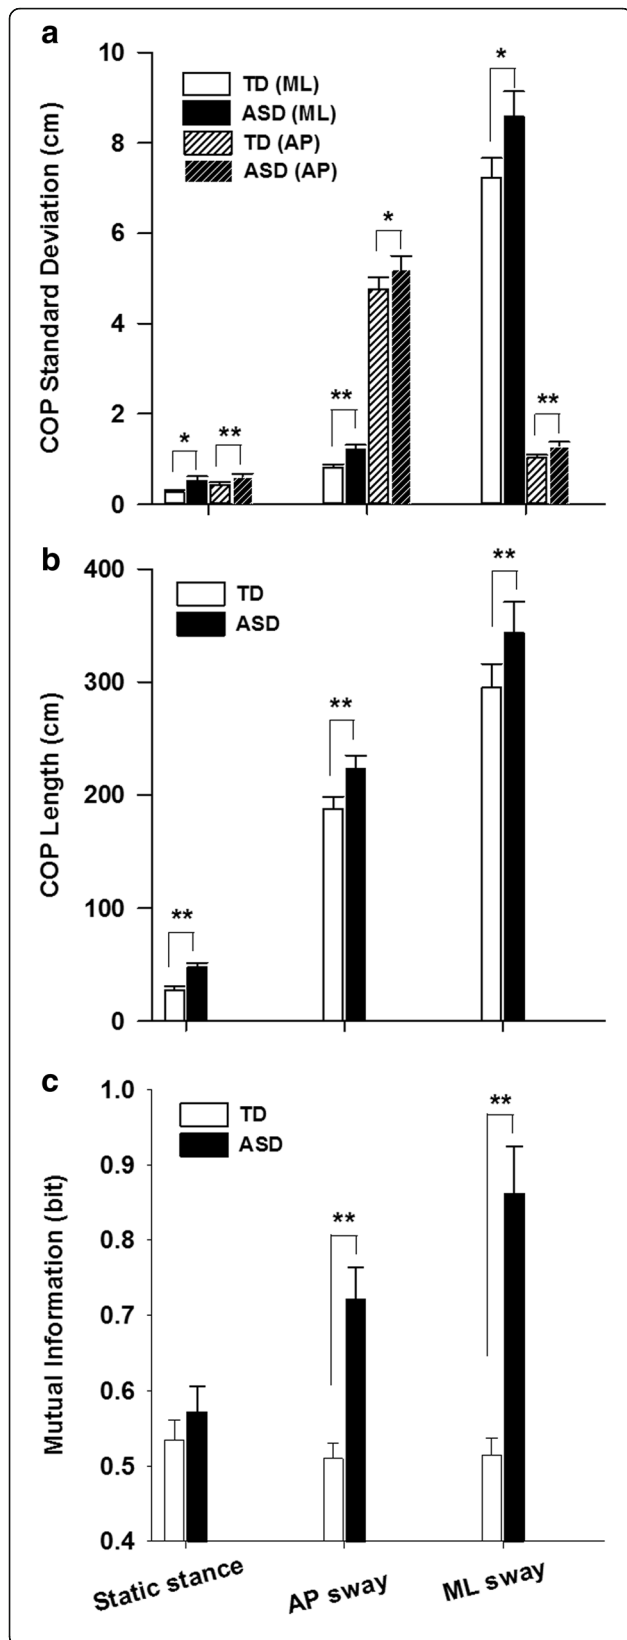 a
COP Standard Deviation (cm)
10
8
6
4
2
0
TD (ML)
ASD (ML)
TD (AP)
ASD (AP)
*
**
**
*
*
**
b
COP Length (cm)
400
300
200
100
0
TD
ASD
**
**
**
c
Mutual Information (bit)
1.0
0.9
0.8
0.7
0.6
0.5
0.4
TD
ASD
**
**
Static stance
AP sway
ML sway